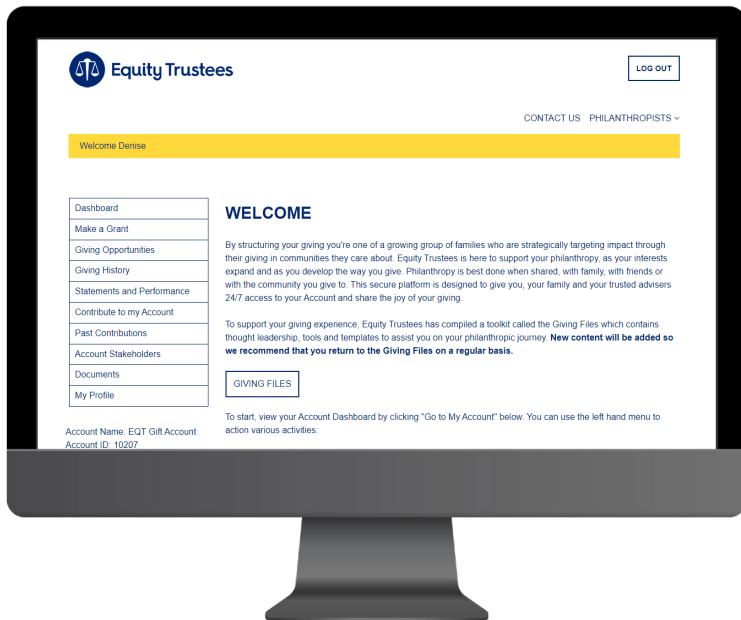 Equity Trustees
LOG OUT
CONTACT US PHILANTHROPISTS
Welcome Denise
Dashboard
Make a Grant
Giving Opportunities
Giving History
Statements and Performance
Contribute to my Account
Past Contributions
Account Stakeholders
Documents
My Profile
Account Name: EQT Gift Account
Account ID: 10207
WELCOME
By structuring your giving you're one of a growing group of families who are strategically targeting impact through
their giving in communities they care about. Equity Trustees is here to support your philanthropy, as your interests
expand and as you develop the way you give. Philanthropy is best done when shared, with family, with friends or
with the community you give to. This secure platform is designed to give you, your family and your trusted advisers
24/7 access to your Account and share the joy of your giving.
To support your giving experience, Equity Trustees has compiled a toolkit called the Giving Files which contains
thought leadership, tools and templates to assist you on your philanthropic journey. New content will be added so
we recommend that you return to the Giving Files on a regular basis.
GIVING FILES
To start, view your Account Dashboard by clicking "Go to My Account" below. You can use the left hand menu to
action various activities: